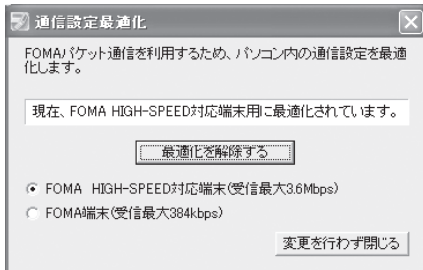 通信設定最適化
FOMAパケット通信を利用するため、パソコン内の通信設定を最適
化します。
現在、FOMA HIGH-SPEED対応端末用に最適化されています。
最適化を解除する
FOMA HIGH-SPEED対応端末(受信最大3.6Mbps)
FOMA端末(受信最大384kbps)
変更を行わず閉じる